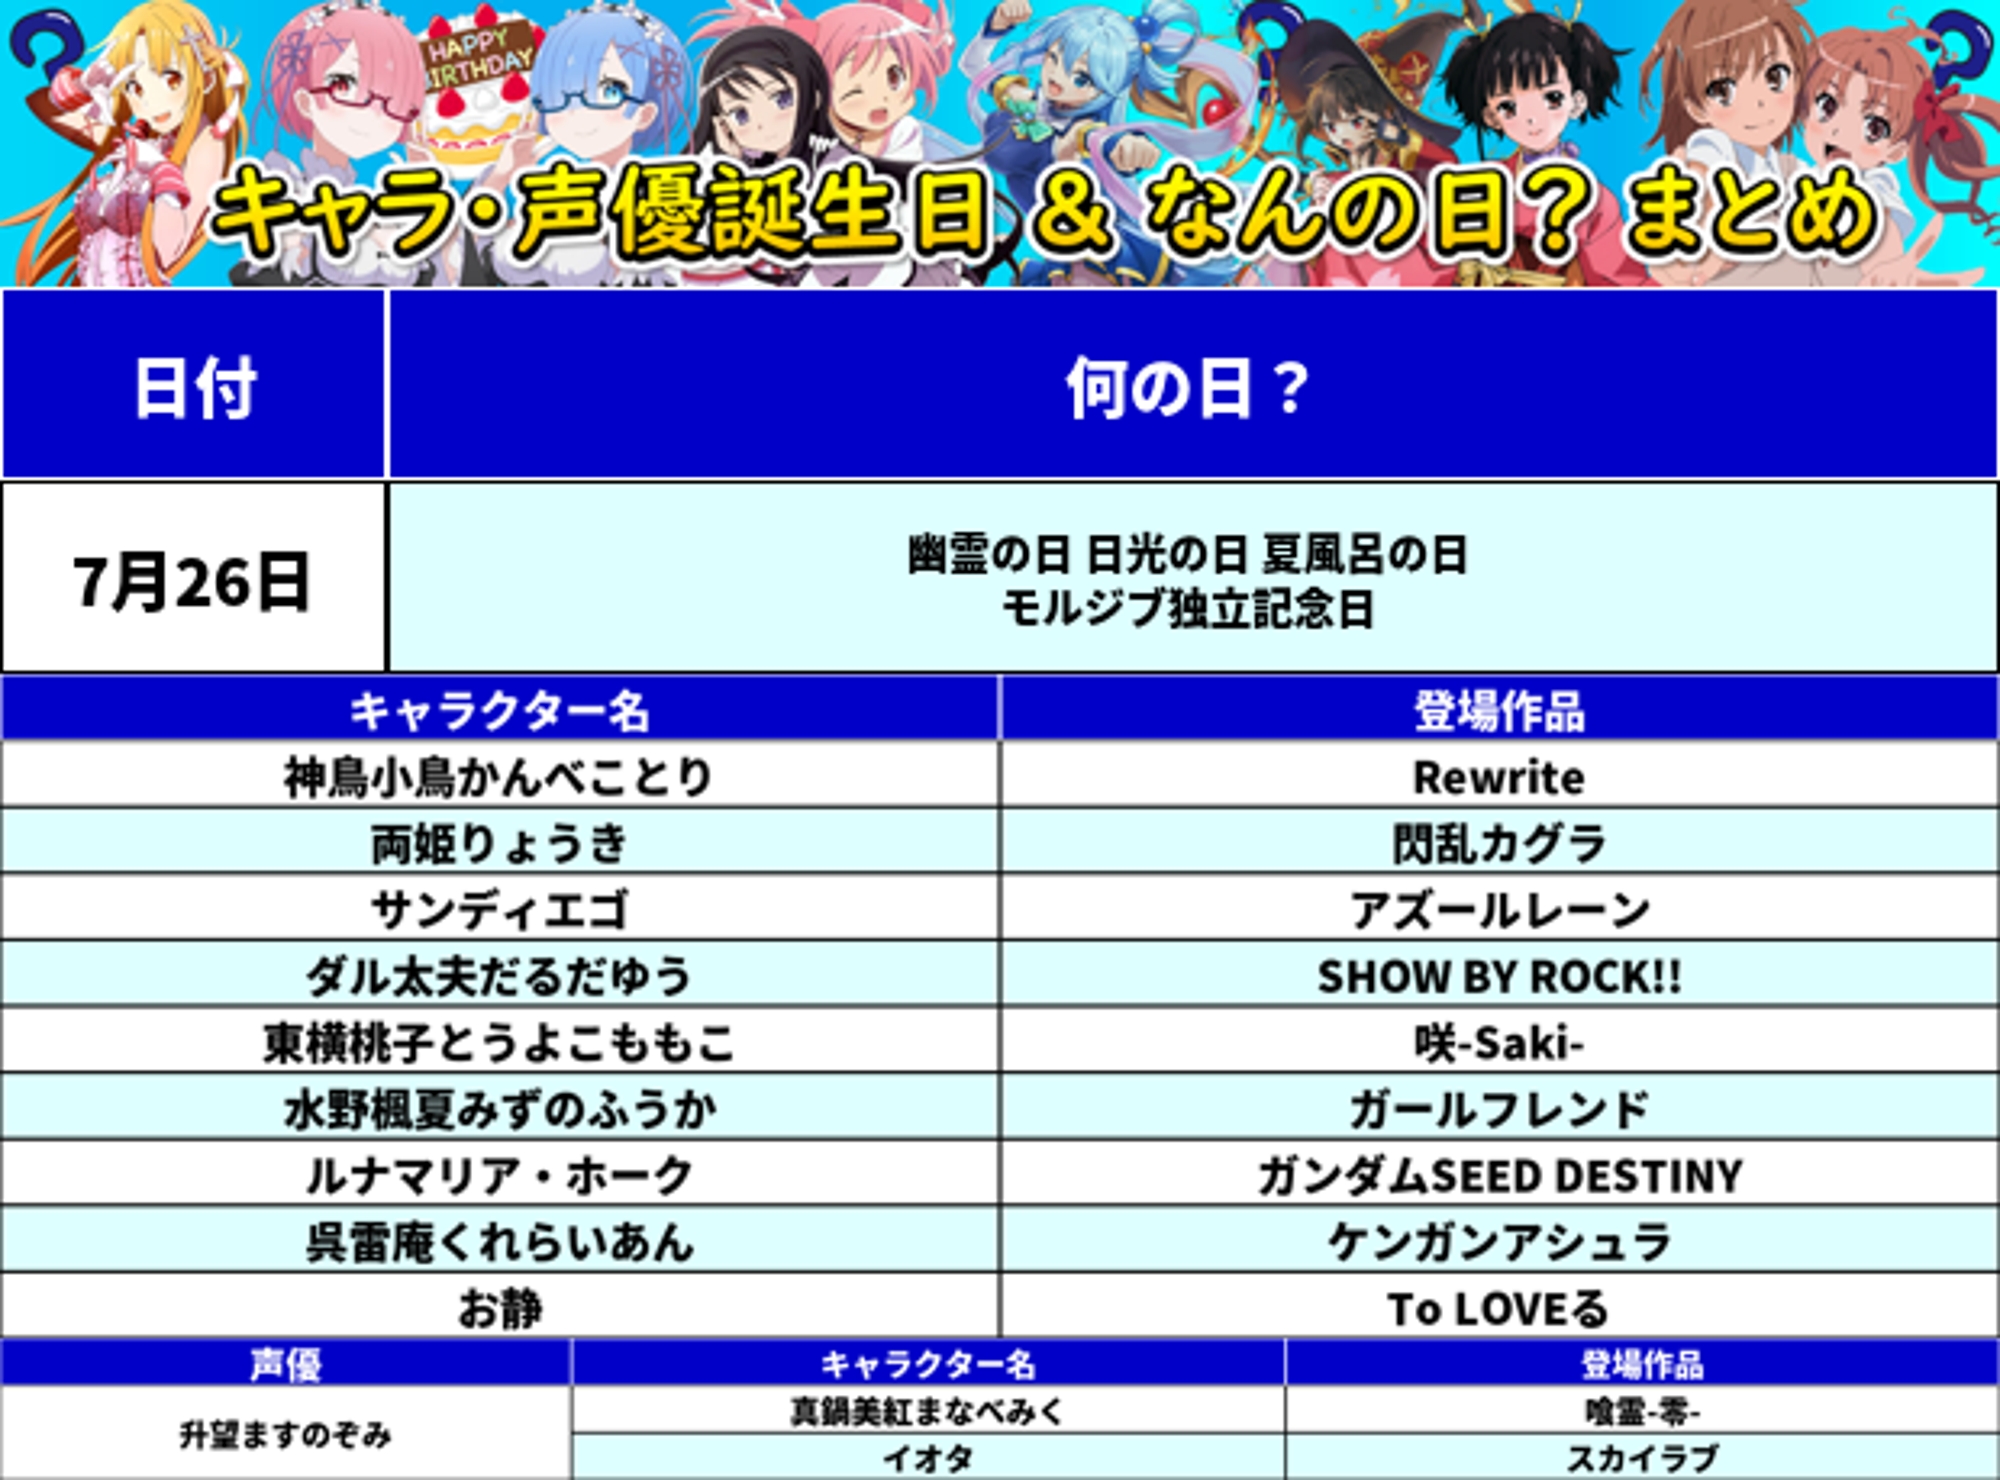 HAPPY
BIRTHDAY
キャラ・声優誕生日 & なんの日？ まとめ
日付 何の日？
7月26日
幽霊の日 日光の日 夏風呂の日
モルジブ独立記念日
キャラクター名 登場作品
神鳥小鳥かんべことり Rewrite
両姫りょうき 閃乱カグラ
サンディエゴ アズールレーン
ダル太夫だるだゆう SHOW BY ROCK!!
東横桃子とうよこももこ 咲-Saki-
水野楓夏みずのふうか ガールフレンド
ルナマリア・ホーク ガンダムSEED DESTINY
呉雷庵くれらいあん ケンガンアシュラ
お静 To LOVEる
声優 キャラクター名 登場作品
升望ますのぞみ
真鍋美紅まなべみく 喰霊-零-
イオタ スカイラブ